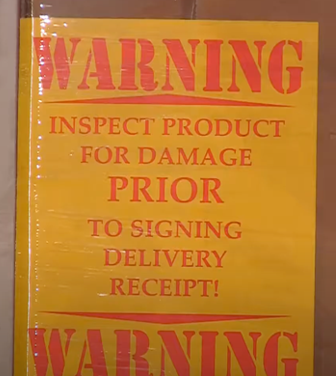 WARNING
INSPECT PRODUCT
FOR DAMAGE
PRIOR
TO SIGNING
DELIVERY
RECEIPT!
WARNING